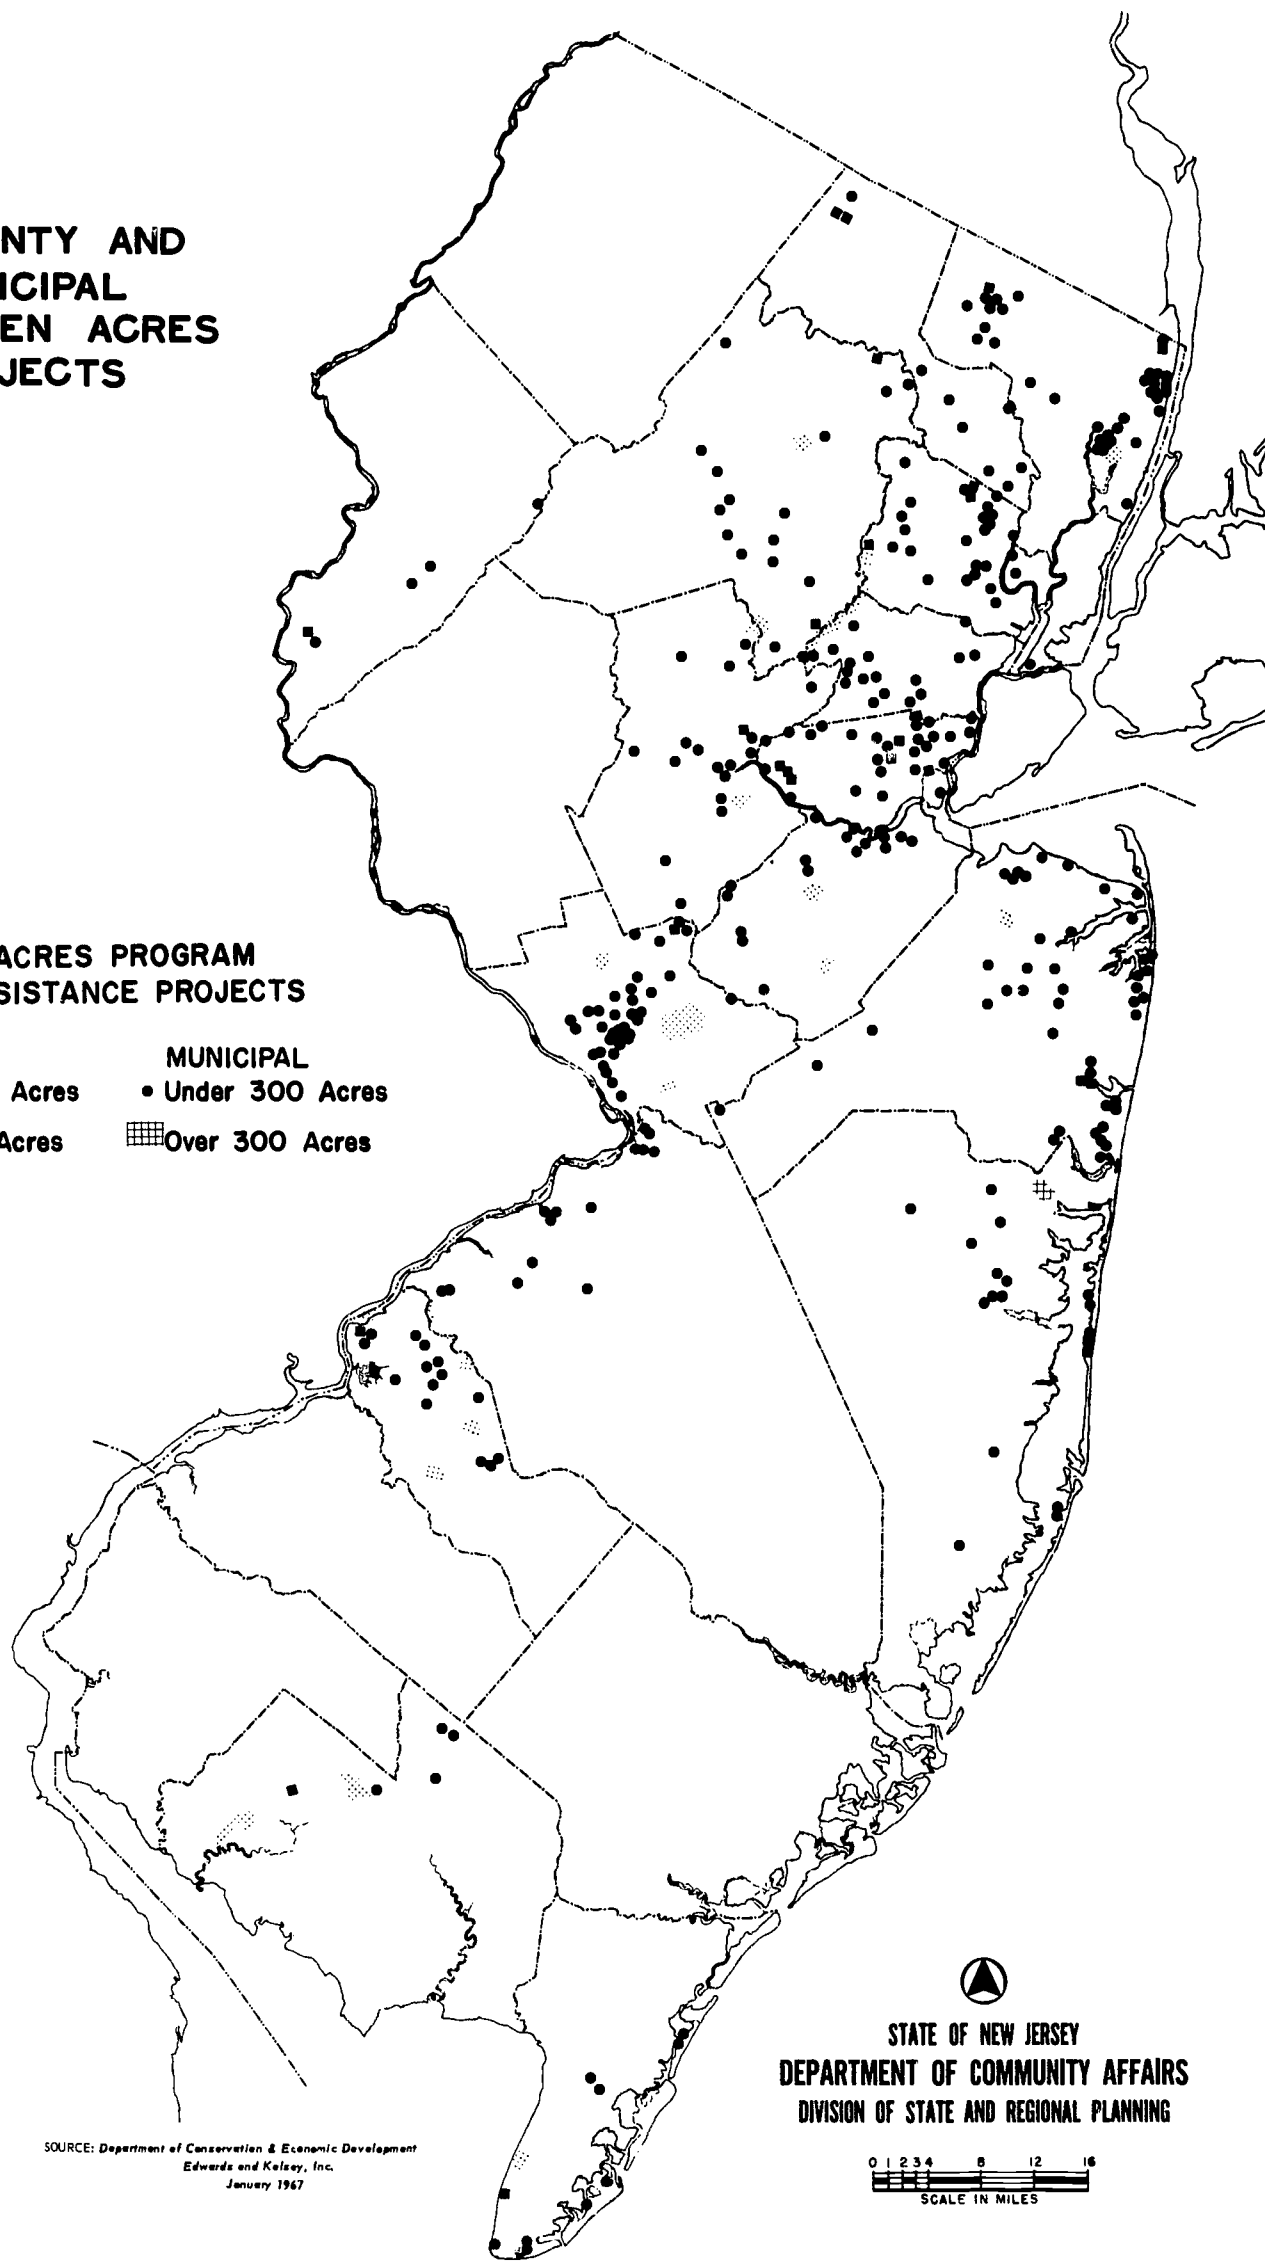 NTY AND
ICIPAL
EN ACRES
JECTS
ACRES PROGRAM
SISTANCE PROJECTS
MUNICIPAL
Acres
• Under 300 Acres
Acres
Over 300 Acres
STATE OF NEW JERSEY
DEPARTMENT OF COMMUNITY AFFAIRS
DIVISION OF STATE AND REGIONAL PLANNING
SOURCE: Department of Conservation & Economic Development
Edwards and Kelsey, Inc.
January 1967
0 1 2 3 4 8 12 16
SCALE IN MILES